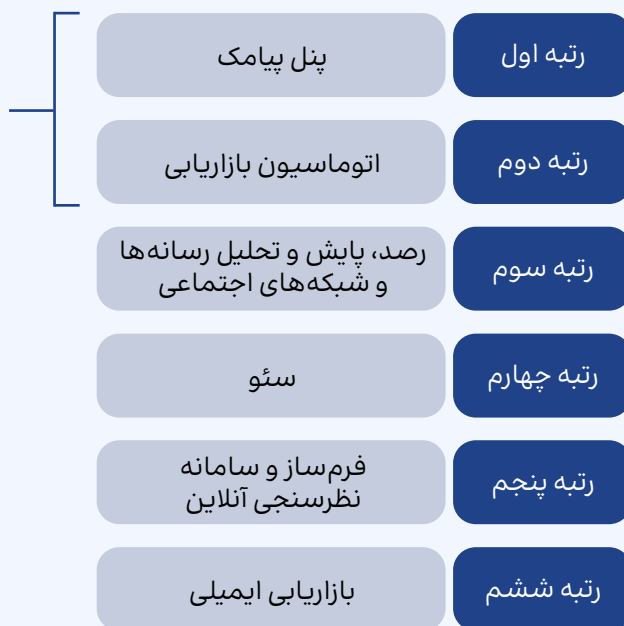 رتبه اول
پنل پیامک
رتبه دوم
اتوماسیون بازاریابی
رتبه سوم
رصد، پایش و تحلیل رسانه‌ها
و شبکه‌های اجتماعی
رتبه چهارم
سئو
رتبه پنجم
فرم‌ساز و سامانه
نظرسنجی آنلاین
رتبه ششم
بازاریابی ایمیلی